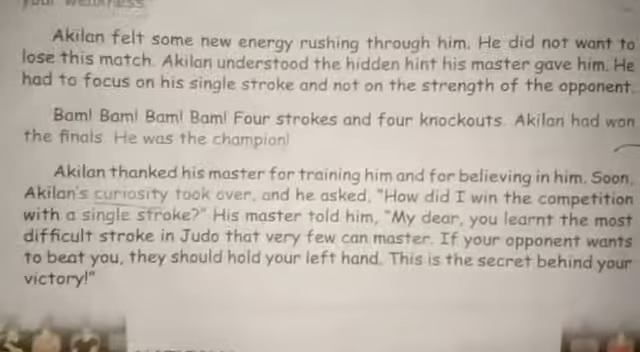 your weakness
Akilan felt some new energy rushing through him. He did not want to
lose this match. Akilan understood the hidden hint his master gave him. He
had to focus on his single stroke and not on the strength of the opponent.
Bam! Bam! Bam! Bam! Four strokes and four knockouts. Akilan had won
the finals. He was the champion!
Akilan thanked his master for training him and for believing in him. Soon,
Akilan's curiosity took over, and he asked, "How did I win the competition
with a single stroke?" His master told him, "My dear, you learnt the most
difficult stroke in Judo that very few can master. If your opponent wants
to beat you, they should hold your left hand. This is the secret behind your
victory!"